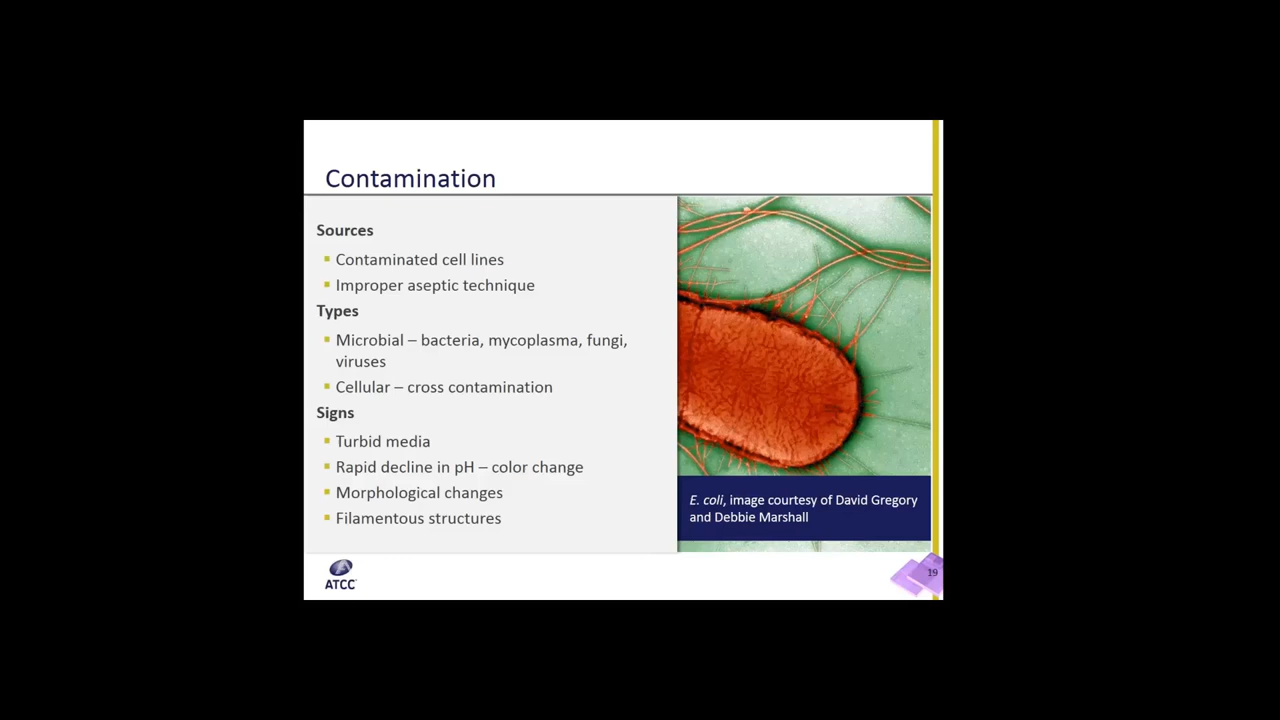 Contamination
Sources
▪ Contaminated cell lines
▪ Improper aseptic technique
Types
▪ Microbial – bacteria, mycoplasma, fungi,
viruses
▪ Cellular – cross contamination
Signs
▪ Turbid media
▪ Rapid decline in pH – color change
▪ Morphological changes
▪ Filamentous structures
E. coli, image courtesy of David Gregory
and Debbie Marshall
ATCC
19